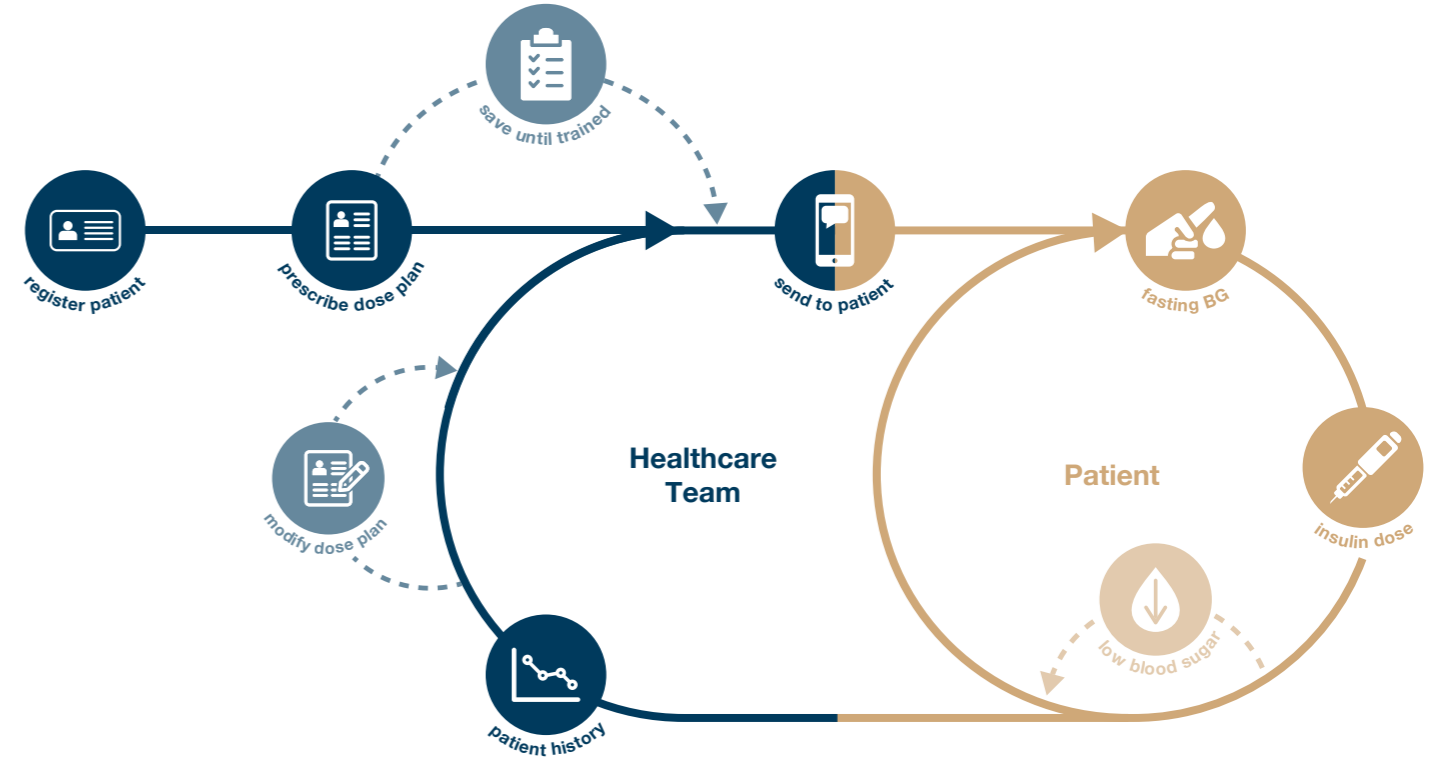 save until trained
register patient
prescribe dose plan
send to patient
fasting BG
Healthcare
Team
Patient
modify dose plan
insulin dose
low blood sugar
patient history